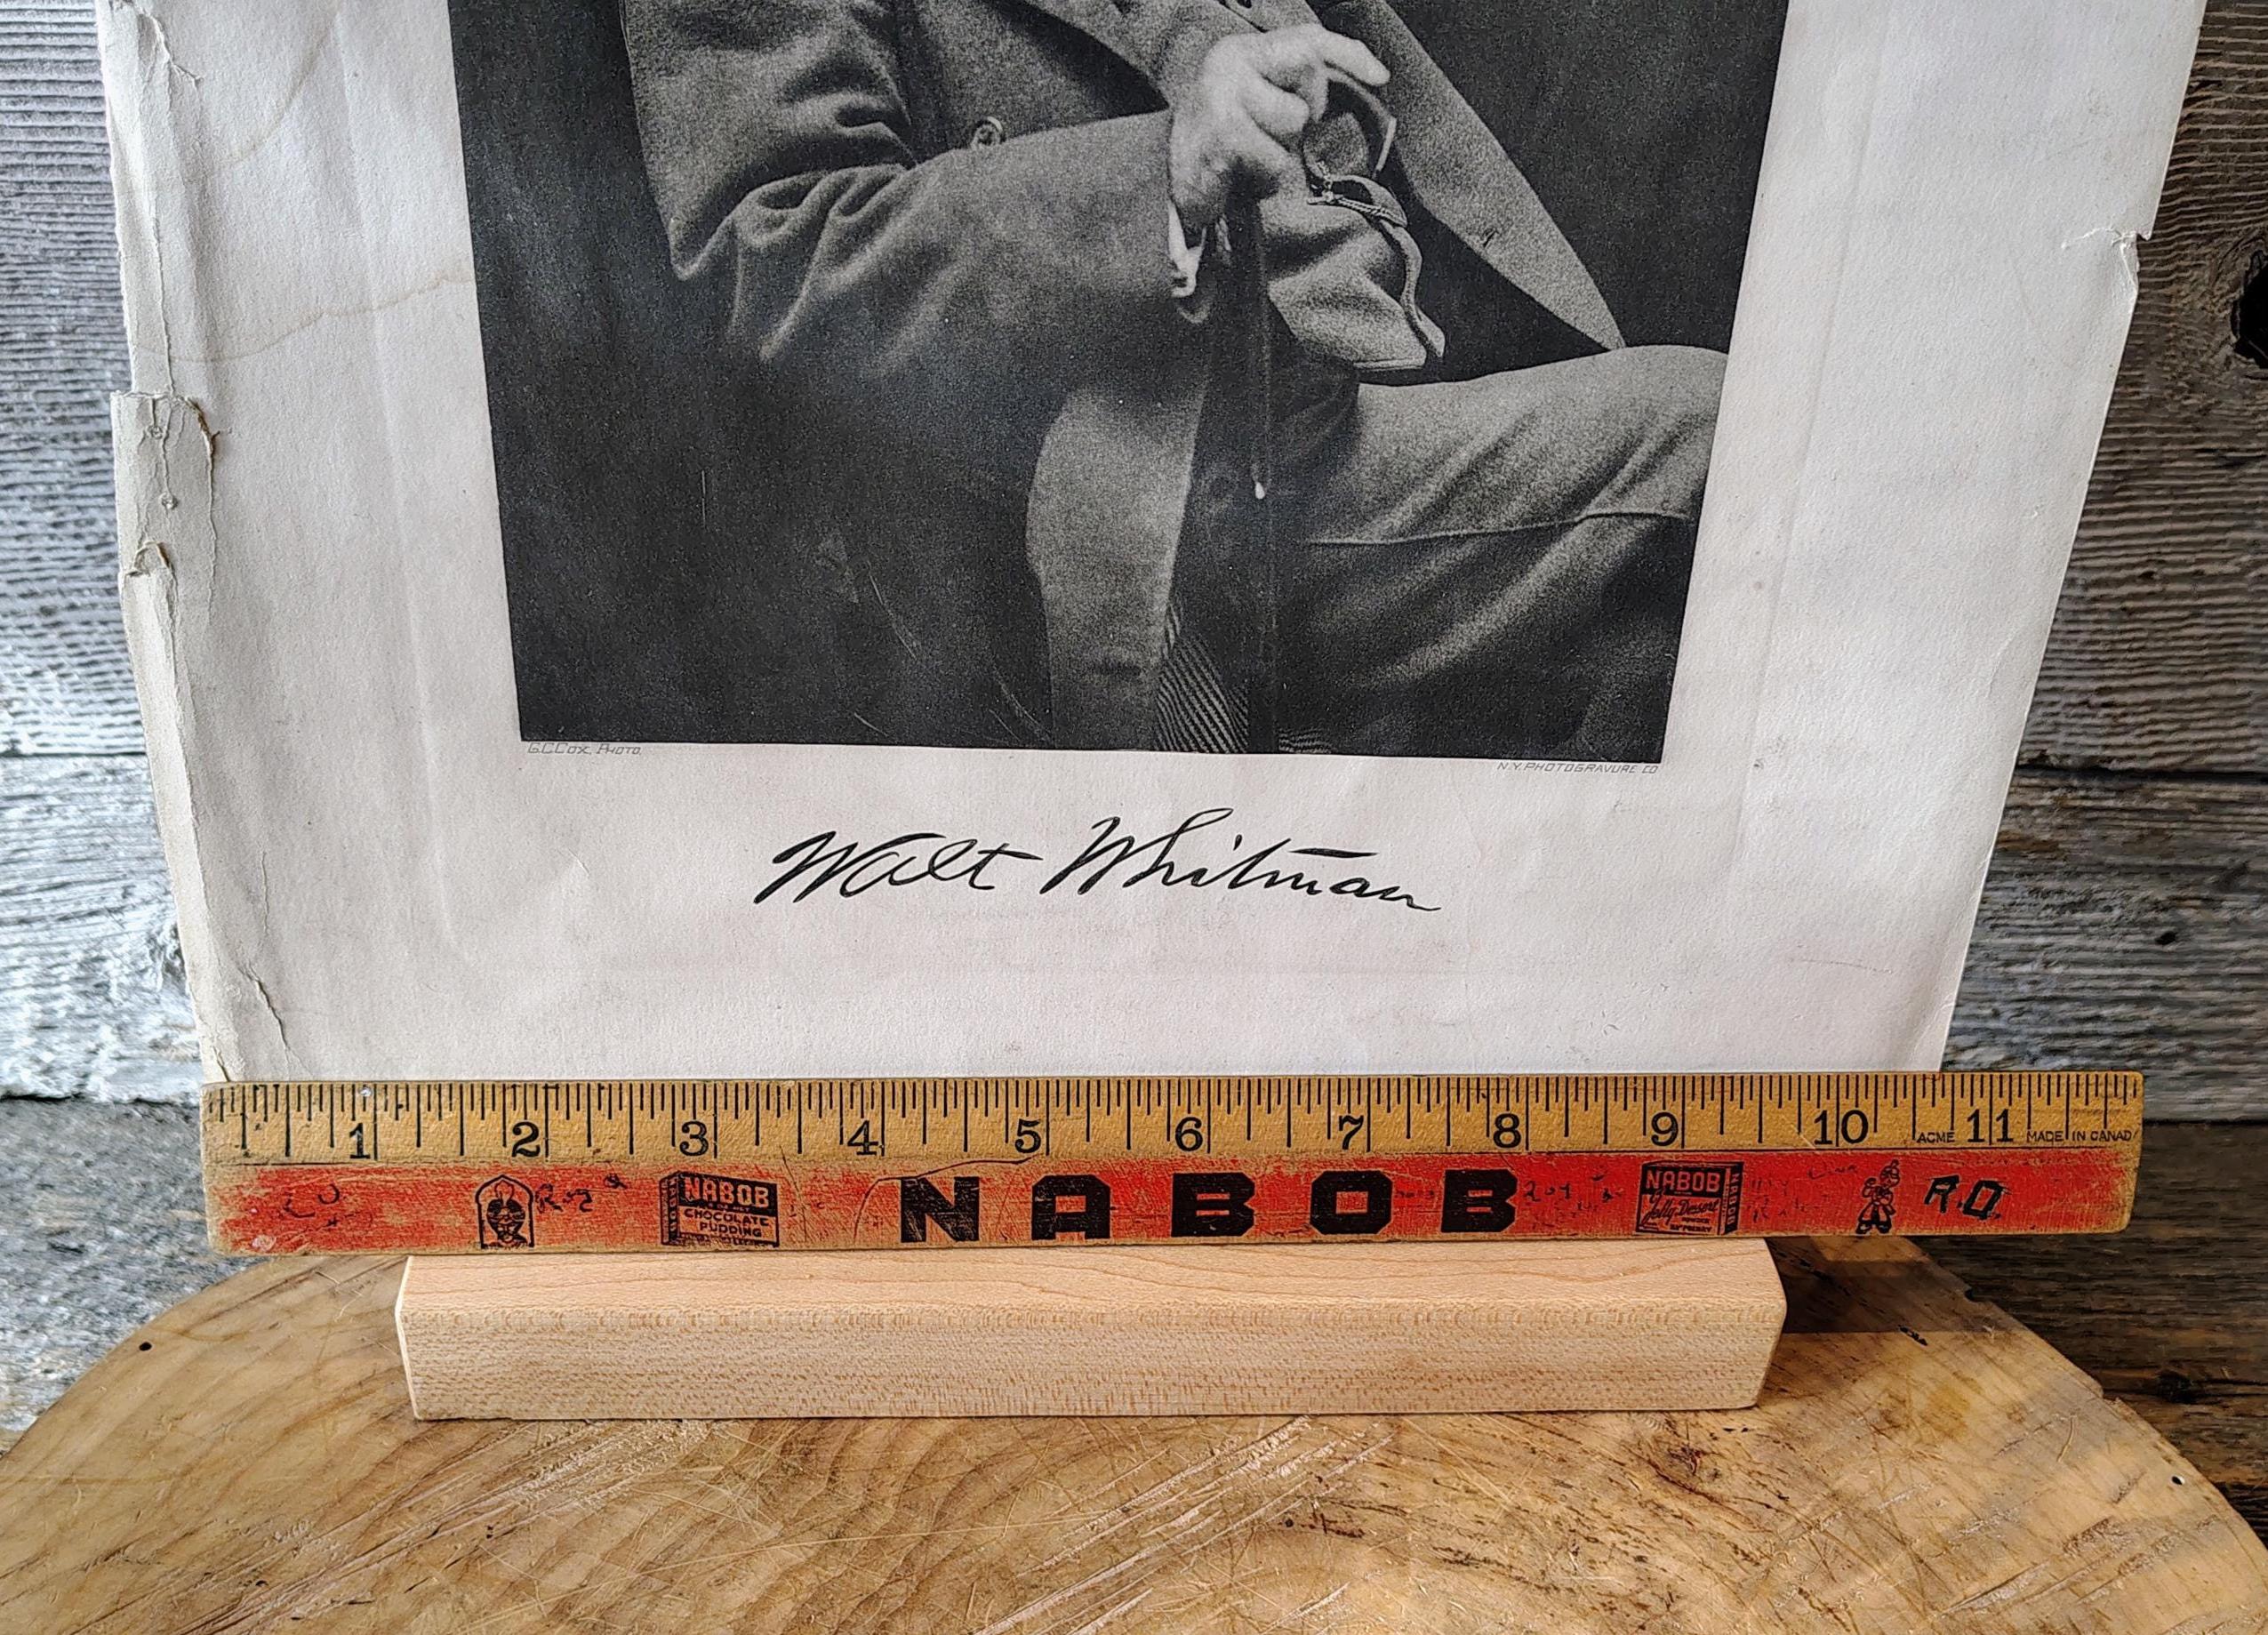 G.C.Cox, Photo.
N.Y. Photogravure Co
Walt Whitman
1 2 3 4 5 6 7 8 9 10 11
ACME MADE IN CANADA
NABOB
CHOCOLATE
PUDDING
NABOB
NABOB
Jelly Dessert
R.D.